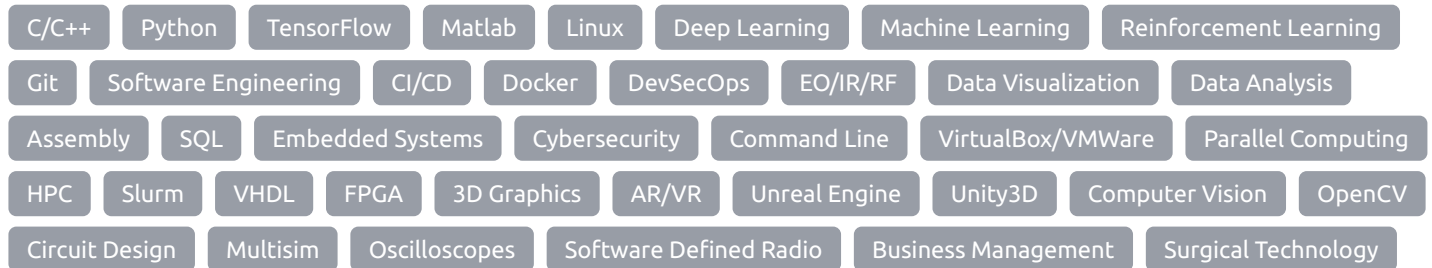 C/C++ Python TensorFlow Matlab Linux Deep Learning Machine Learning Reinforcement Learning
Git Software Engineering CI/CD Docker DevSecOps EO/IR/RF Data Visualization Data Analysis
Assembly SQL Embedded Systems Cybersecurity Command Line VirtualBox/VMWare Parallel Computing
HPC Slurm VHDL FPGA 3D Graphics AR/VR Unreal Engine Unity3D Computer Vision OpenCV
Circuit Design Multisim Oscilloscopes Software Defined Radio Business Management Surgical Technology